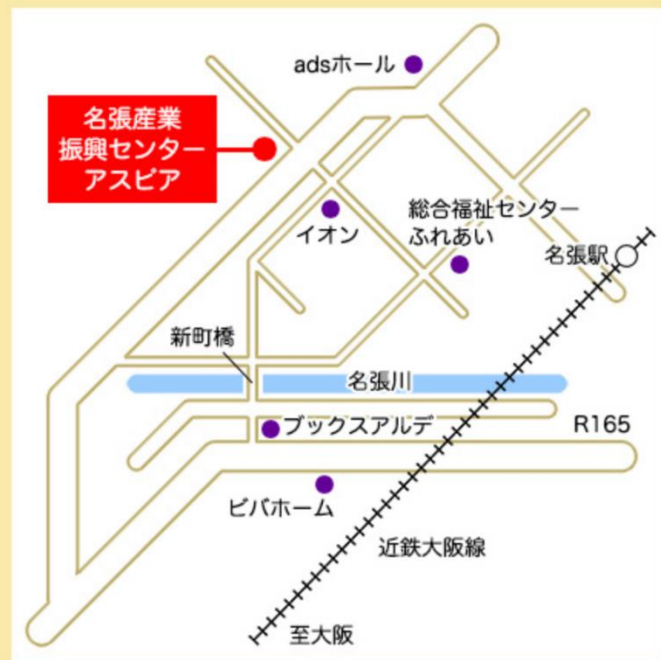 adsホール
名張産業
振興センター
アスピア
イオン
総合福祉センター
ふれあい
名張駅
新町橋
名張川
ブックスアルデ
R165
ビバホーム
近鉄大阪線
至大阪